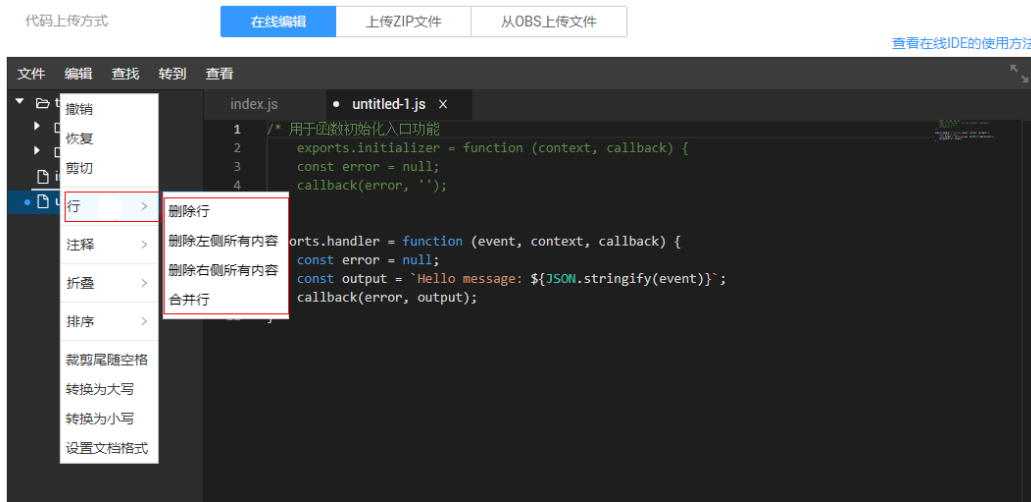 代码上传方式 在线编辑 上传ZIP文件 从OBS上传文件
查看在线IDE的使用方法
文件 编辑 查找 转到 查看
index.js untitled-1.js ×
撤销
恢复
剪切
行 >
注释 >
折叠 >
排序 >
裁剪尾随空格
转换为大写
转换为小写
设置文档格式
删除行
删除左侧所有内容
删除右侧所有内容
合并行
1 /* 用于函数初始化入口功能
2 exports.initializer = function (context, callback) {
3 const error = null;
4 callback(error, '');
orts.handler = function (event, context, callback) {
const error = null;
const output = `Hello message: ${JSON.stringify(event)}`;
callback(error, output);